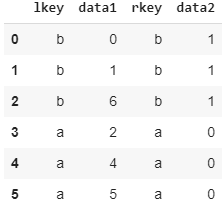 lkey data1 rkey data2
0 b 0 b 1
1 b 1 b 1
2 b 6 b 1
3 a 2 a 0
4 a 4 a 0
5 a 5 a 0